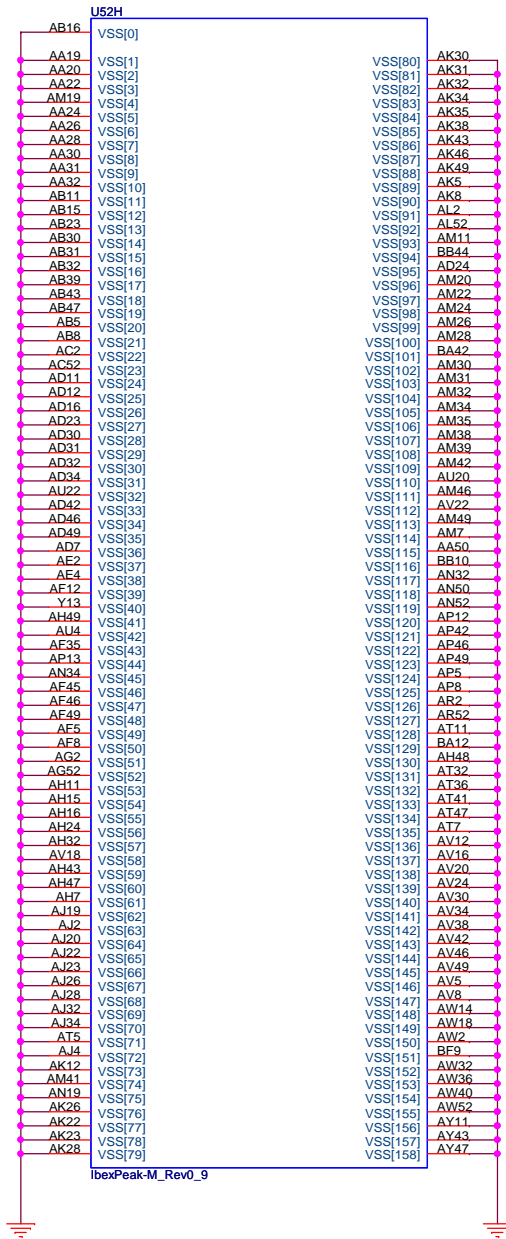 U52H
AB16 VSS[0]
AA19 VSS[1] VSS[80] AK30
AA20 VSS[2] VSS[81] AK31
AA22 VSS[3] VSS[82] AK32
AM19 VSS[4] VSS[83] AK34
AA24 VSS[5] VSS[84] AK35
AA26 VSS[6] VSS[85] AK38
AA28 VSS[7] VSS[86] AK43
AA30 VSS[8] VSS[87] AK46
AA31 VSS[9] VSS[88] AK49
AA32 VSS[10] VSS[89] AK5
AB11 VSS[11] VSS[90] AK8
AB15 VSS[12] VSS[91] AL2
AB23 VSS[13] VSS[92] AL52
AB30 VSS[14] VSS[93] AM11
AB31 VSS[15] VSS[94] BB44
AB32 VSS[16] VSS[95] AD24
AB39 VSS[17] VSS[96] AM20
AB43 VSS[18] VSS[97] AM22
AB47 VSS[19] VSS[98] AM24
AB5 VSS[20] VSS[99] AM26
AB8 VSS[21] VSS[100] AM28
AC2 VSS[22] VSS[101] BA42
AC52 VSS[23] VSS[102] AM30
AD11 VSS[24] VSS[103] AM31
AD12 VSS[25] VSS[104] AM32
AD16 VSS[26] VSS[105] AM34
AD23 VSS[27] VSS[106] AM35
AD30 VSS[28] VSS[107] AM38
AD31 VSS[29] VSS[108] AM39
AD32 VSS[30] VSS[109] AM42
AD34 VSS[31] VSS[110] AU20
AU22 VSS[32] VSS[111] AM46
AD42 VSS[33] VSS[112] AV22
AD46 VSS[34] VSS[113] AM49
AD49 VSS[35] VSS[114] AM7
AD7 VSS[36] VSS[115] AA50
AE2 VSS[37] VSS[116] BB10
AE4 VSS[38] VSS[117] AN32
AF12 VSS[39] VSS[118] AN50
Y13 VSS[40] VSS[119] AN52
AH49 VSS[41] VSS[120] AP12
AU4 VSS[42] VSS[121] AP42
AF35 VSS[43] VSS[122] AP46
AP13 VSS[44] VSS[123] AP49
AN34 VSS[45] VSS[124] AP5
AF45 VSS[46] VSS[125] AP8
AF46 VSS[47] VSS[126] AR2
AF49 VSS[48] VSS[127] AR52
AF5 VSS[49] VSS[128] AT11
AF8 VSS[50] VSS[129] BA12
AG2 VSS[51] VSS[130] AH48
AG52 VSS[52] VSS[131] AT32
AH11 VSS[53] VSS[132] AT36
AH15 VSS[54] VSS[133] AT41
AH16 VSS[55] VSS[134] AT47
AH24 VSS[56] VSS[135] AT7
AH32 VSS[57] VSS[136] AV12
AV18 VSS[58] VSS[137] AV16
AH43 VSS[59] VSS[138] AV20
AH47 VSS[60] VSS[139] AV24
AH7 VSS[61] VSS[140] AV30
AJ19 VSS[62] VSS[141] AV34
AJ2 VSS[63] VSS[142] AV38
AJ20 VSS[64] VSS[143] AV42
AJ22 VSS[65] VSS[144] AV46
AJ23 VSS[66] VSS[145] AV49
AJ26 VSS[67] VSS[146] AV5
AJ28 VSS[68] VSS[147] AV8
AJ32 VSS[69] VSS[148] AW14
AJ34 VSS[70] VSS[149] AW18
AT5 VSS[71] VSS[150] AW2
AJ4 VSS[72] VSS[151] BF9
AK12 VSS[73] VSS[152] AW32
AM41 VSS[74] VSS[153] AW36
AN19 VSS[75] VSS[154] AW40
AK26 VSS[76] VSS[155] AW52
AK22 VSS[77] VSS[156] AY11
AK23 VSS[78] VSS[157] AY43
AK28 VSS[79] VSS[158] AY47
IbexPeak-M_Rev0_9